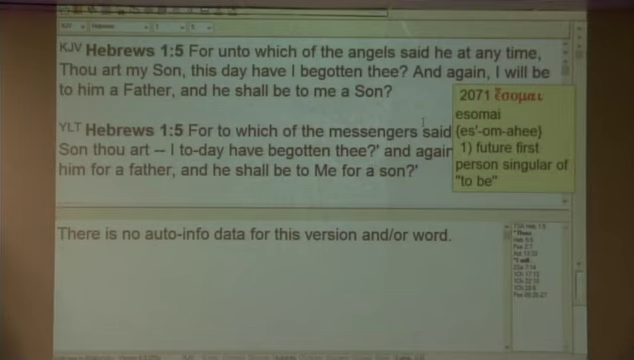 KJV Hebrews 1:5 For unto which of the angels said he at any time,
Thou art my Son, this day have I begotten thee? And again, I will be
to him a Father, and he shall be to me a Son?
YLT Hebrews 1:5 For to which of the messengers said
Son thou art -- I to-day have begotten thee?' and again
him for a father, and he shall be to Me for a son?'
2071 ἔσομαι
esomai
{es'-om-ahee}
1) future first
person singular of
"to be"
There is no auto-info data for this version and/or word.